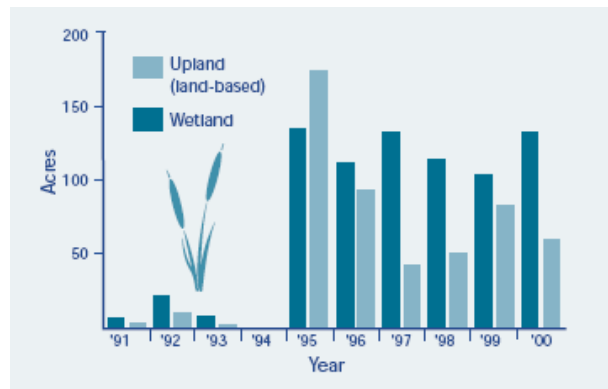 200
150
100
50
Acres
Upland
(land-based)
Wetland
'91 '92 '93 '94 '95 '96 '97 '98 '99 '00
Year